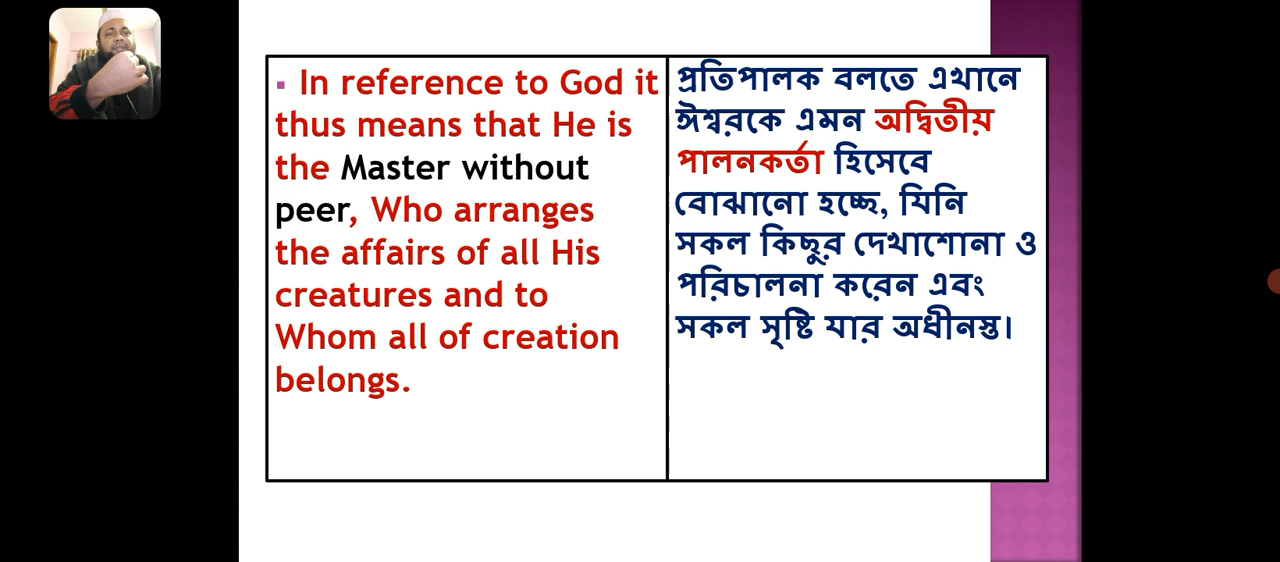 ▪ In reference to God it
thus means that He is
the Master without
peer, Who arranges
the affairs of all His
creatures and to
Whom all of creation
belongs.
প্রতিপালক বলতে এখানে
ঈশ্বরকে এমন অদ্বিতীয়
পালনকর্তা হিসেবে
বোঝানো হচ্ছে, যিনি
সকল কিছুর দেখাশোনা ও
পরিচালনা করেন এবং
সকল সৃষ্টি যার অধীনস্ত।